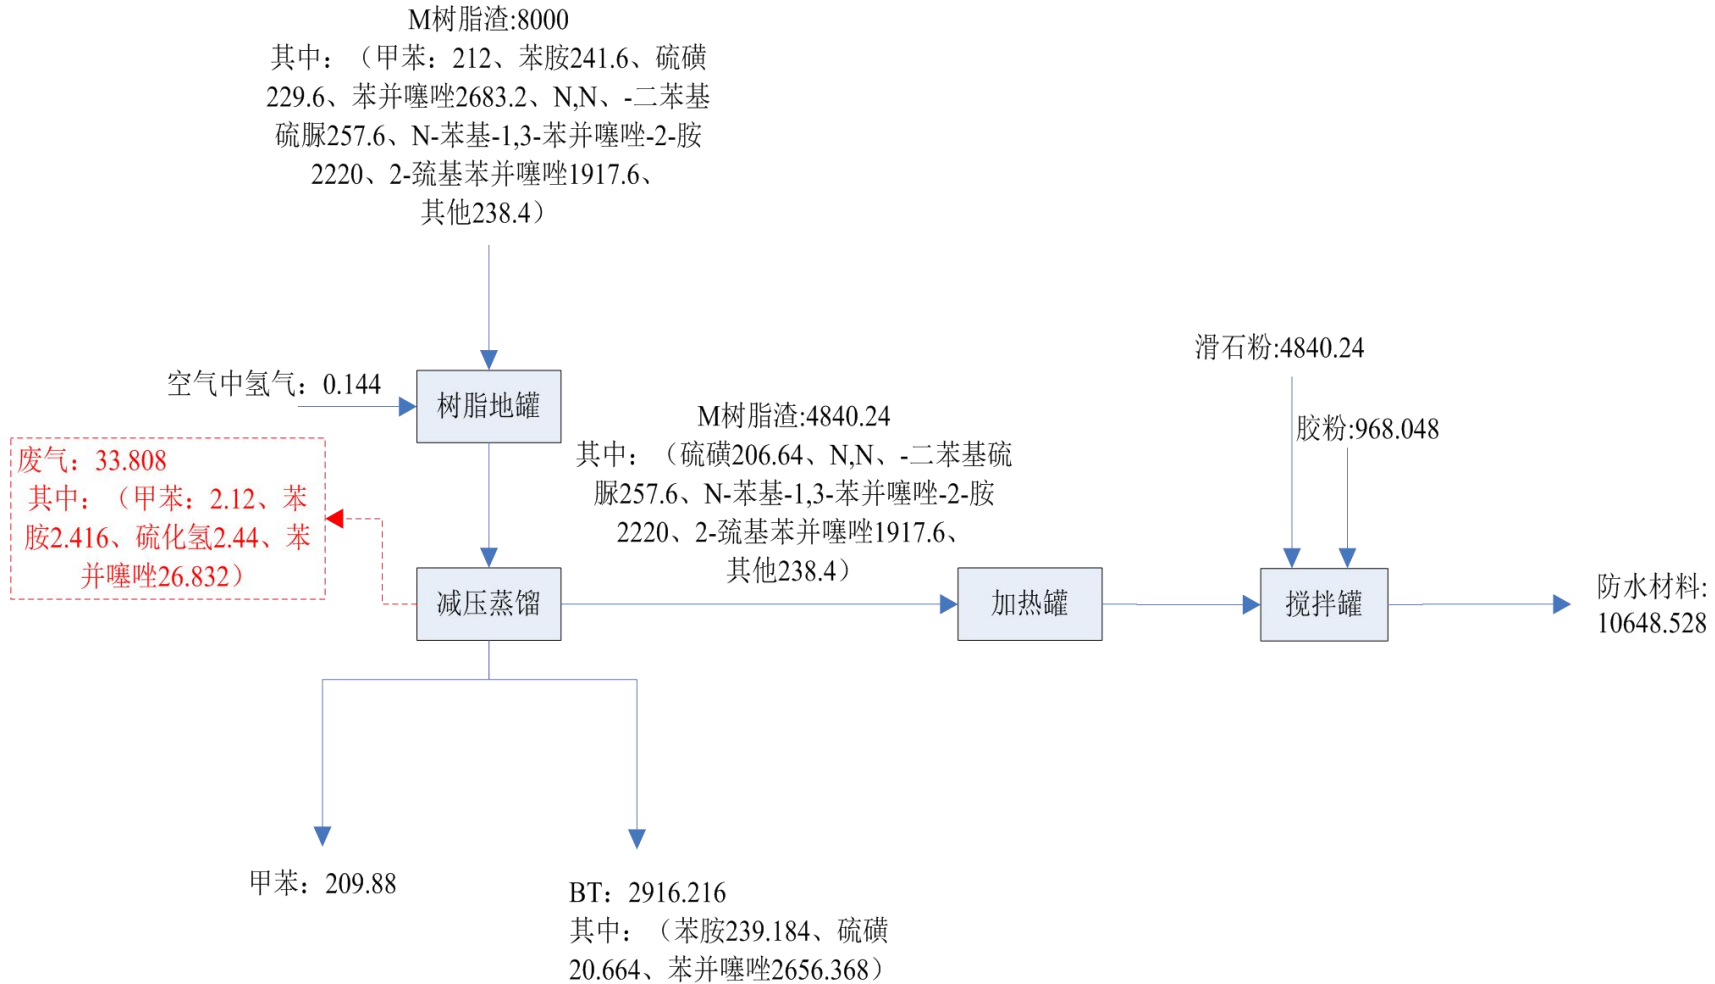 M树脂渣:8000
其中：（甲苯：212、苯胺241.6、硫磺
229.6、苯并噻唑2683.2、N,N、-二苯基
硫脲257.6、N-苯基-1,3-苯并噻唑-2-胺
2220、2-巯基苯并噻唑1917.6、
其他238.4）
空气中氢气：0.144
树脂地罐
废气：33.808
其中：（甲苯：2.12、苯
胺2.416、硫化氢2.44、苯
并噻唑26.832）
减压蒸馏
M树脂渣:4840.24
其中：（硫磺206.64、N,N、-二苯基硫
脲257.6、N-苯基-1,3-苯并噻唑-2-胺
2220、2-巯基苯并噻唑1917.6、
其他238.4）
加热罐
滑石粉:4840.24
胶粉:968.048
搅拌罐
防水材料:
10648.528
甲苯：209.88
BT：2916.216
其中：（苯胺239.184、硫磺
20.664、苯并噻唑2656.368）